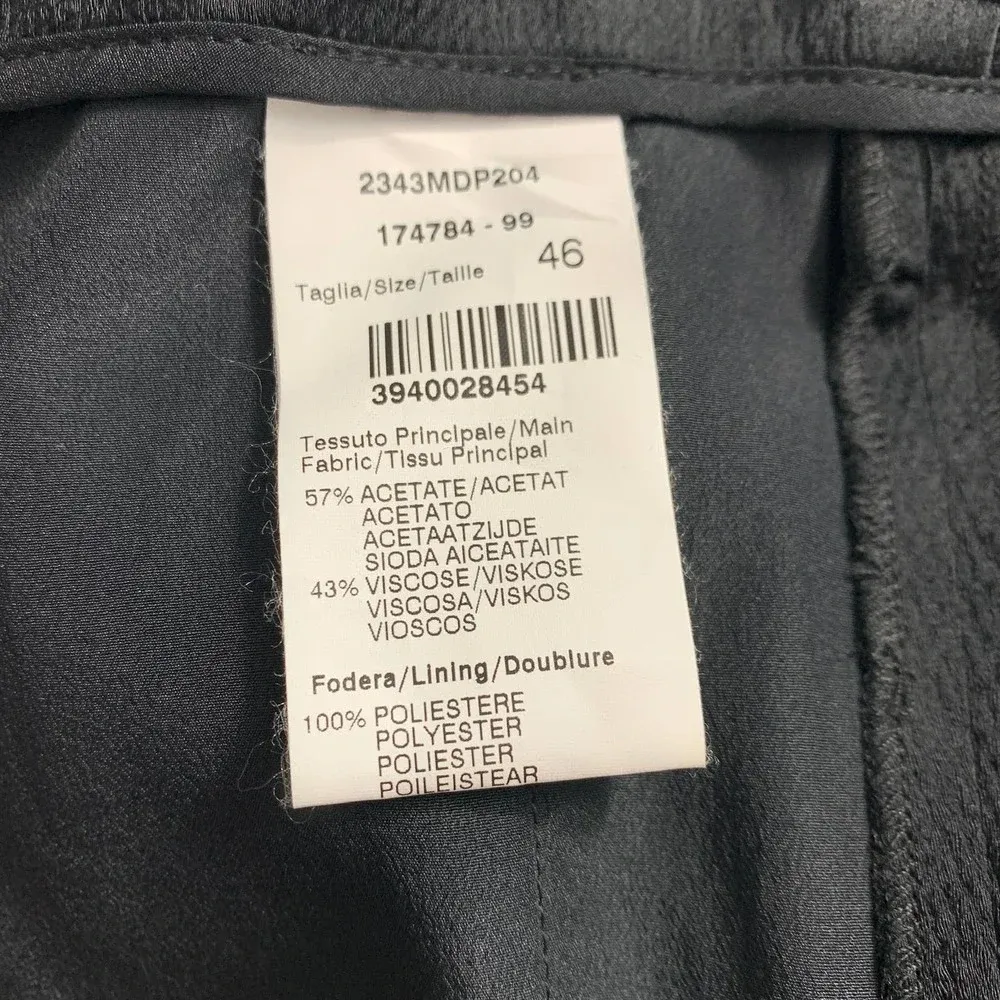 2343MDP204
174784 - 99
Taglia/Size/Taille 46
3940028454
Tessuto Principale/Main
Fabric/Tissu Principal
57% ACETATE/ACETAT
ACETATO
ACETAATZIJDE
SIODA AICEATAITE
43% VISCOSE/VISKOSE
VISCOSA/VISKOS
VIOSCOS
Fodera/Lining/Doublure
100% POLIESTERE
POLYESTER
POLIESTER
POILEISTEAR